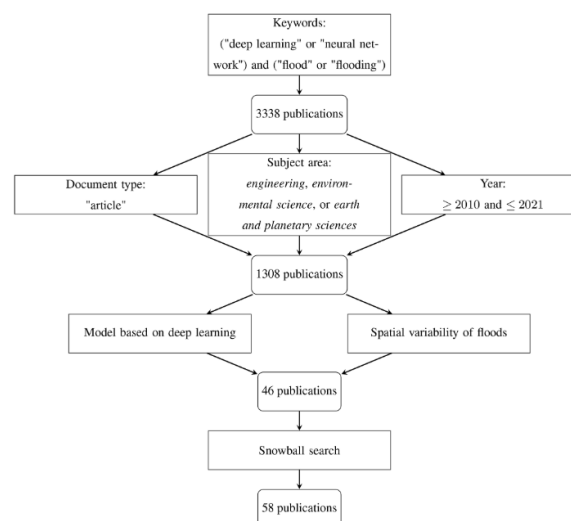 Keywords:
("deep learning" or "neural net-
work") and ("flood" or "flooding")
3338 publications
Document type:
"article"
Subject area:
engineering, environ-
mental science, or earth
and planetary sciences
Year:
≥ 2010 and ≤ 2021
1308 publications
Model based on deep learning
Spatial variability of floods
46 publications
Snowball search
58 publications